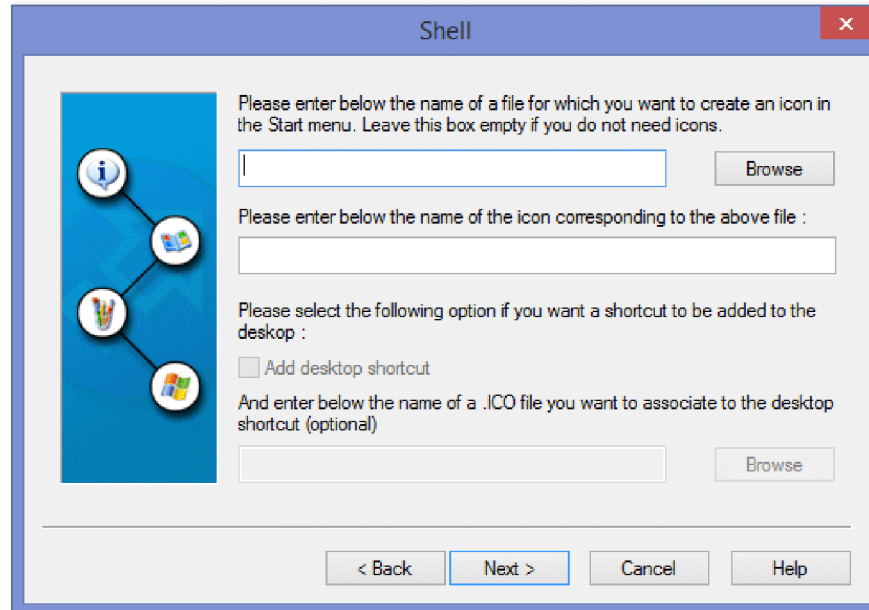 Shell
Please enter below the name of a file for which you want to create an icon in
the Start menu. Leave this box empty if you do not need icons.
Browse
Please enter below the name of the icon corresponding to the above file :
Please select the following option if you want a shortcut to be added to the
deskop :
Add desktop shortcut
And enter below the name of a .ICO file you want to associate to the desktop
shortcut (optional)
Browse
< Back Next > Cancel Help